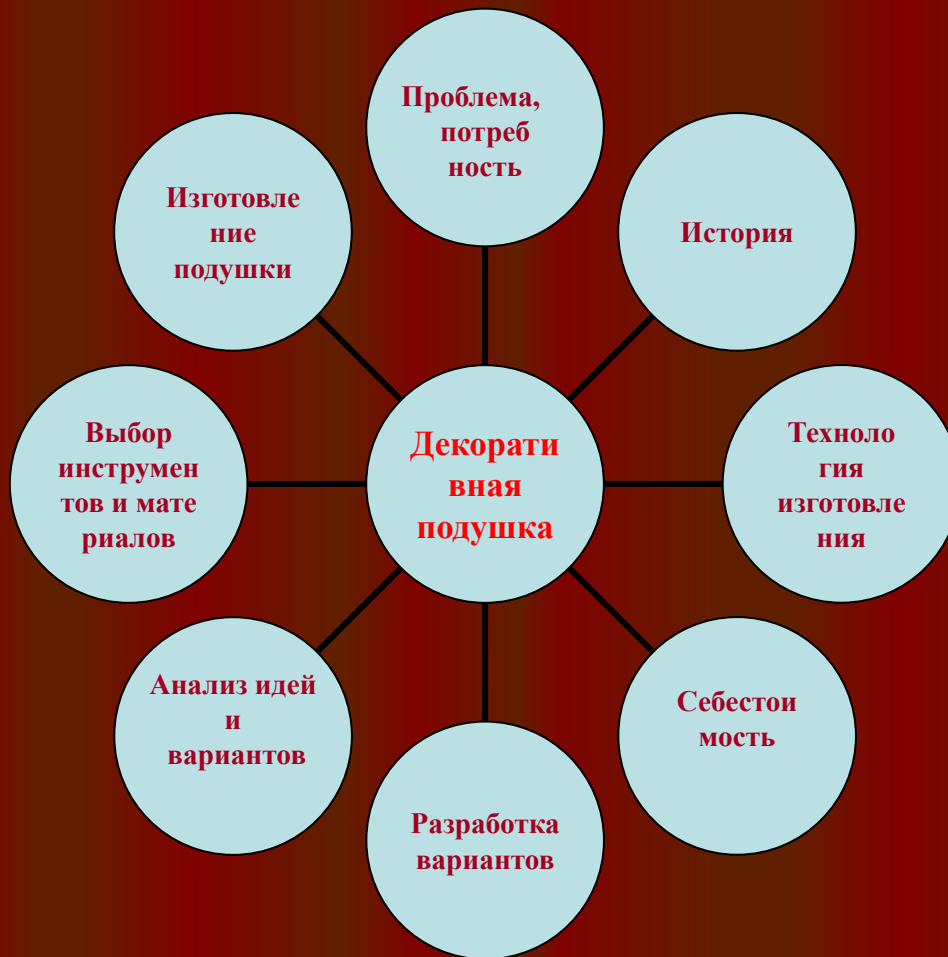 Проблема,
потреб
ность
История
Техноло
гия
изготовле
ния
Себестои
мость
Разработка
вариантов
Анализ идей
и
вариантов
Выбор
инструмен
тов и мате
риалов
Изготовле
ние
подушки
Декорати
вная
подушка